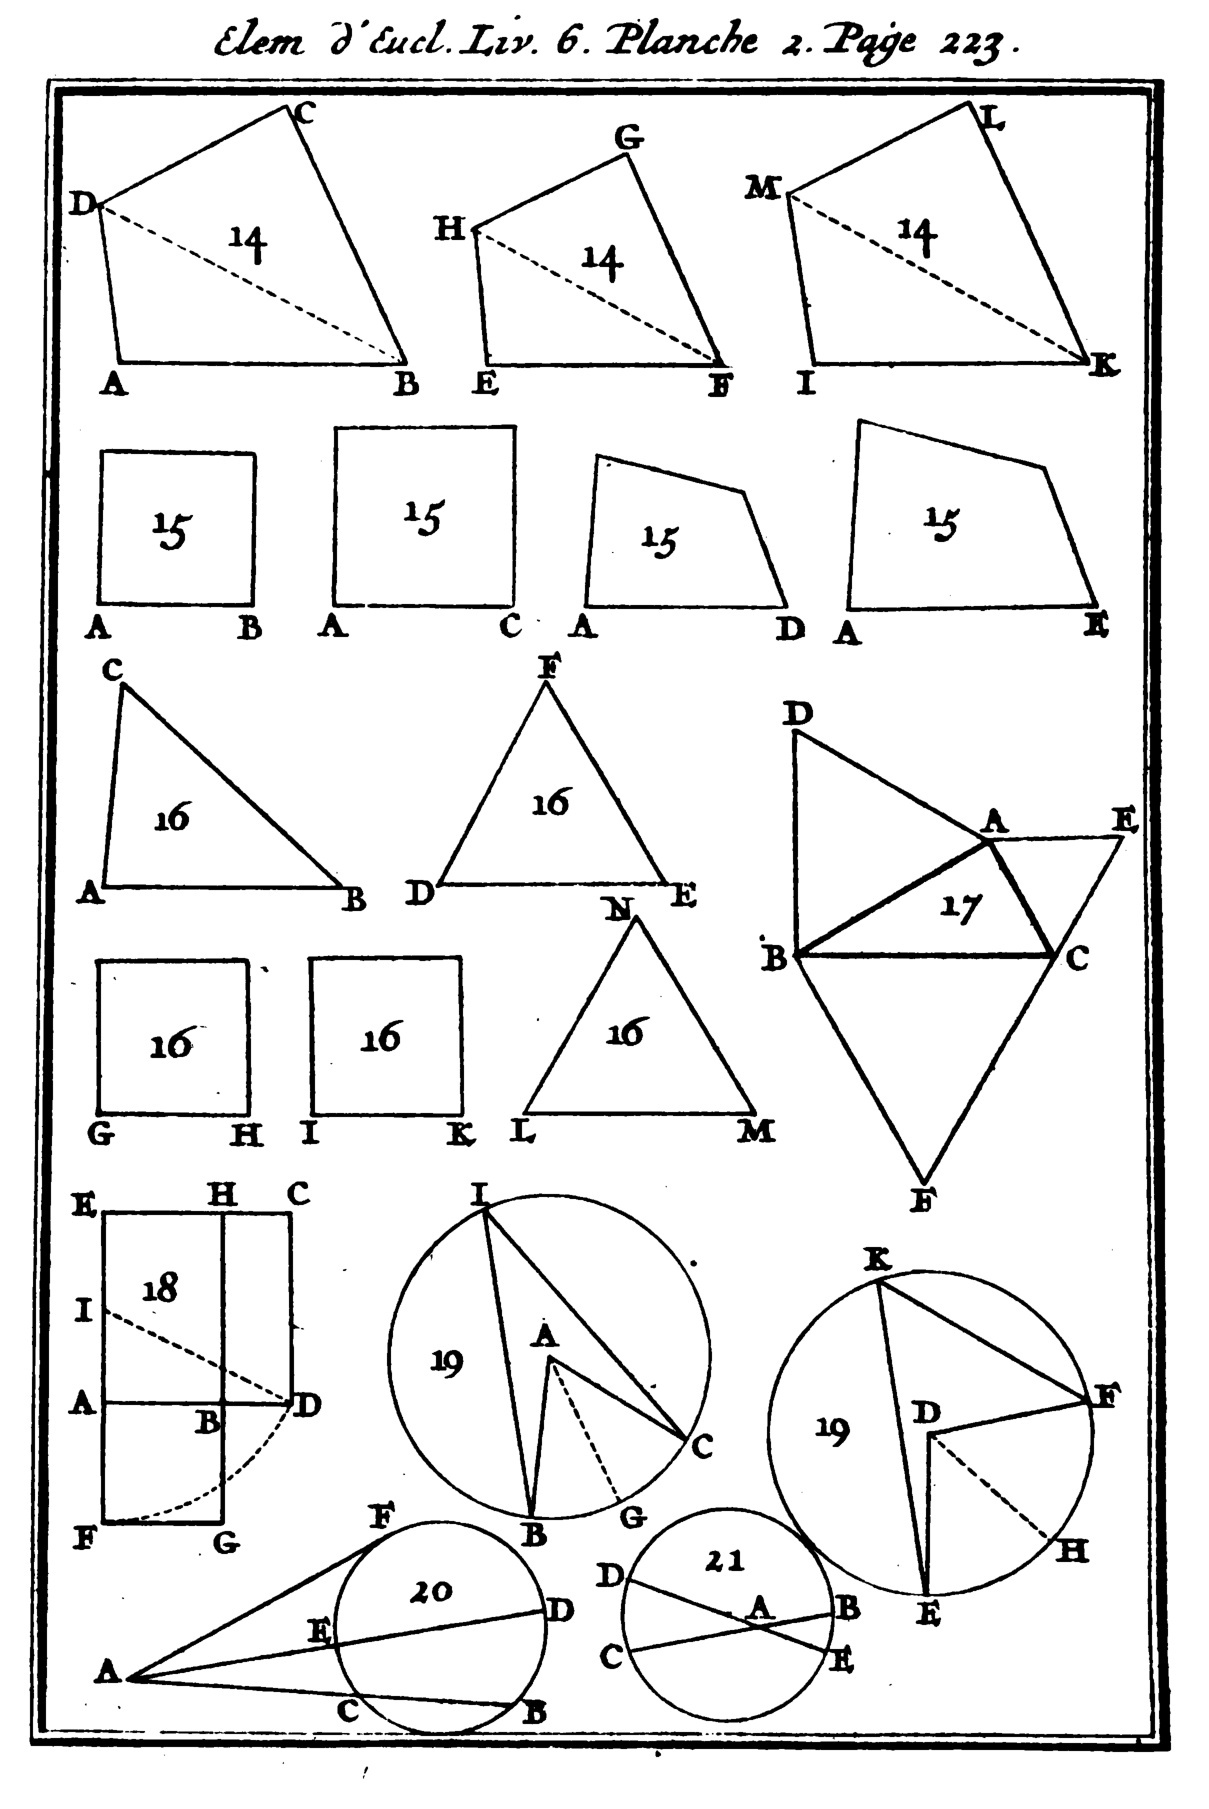 Elem d'Eucl. Liv. 6. Planche 2. Page 223.
C G L
D H M
14 14 14
A B E F I K
15 15 15 15
A B A C A D A E
C F D
16 16 A E
A B D E N 17
B C
16 16 16
G H I K L M
F
E H C I K
18
I A
19 F
A B D D
19
C
F G B G H
F 21 E
20 D A B
E D C E
A C B